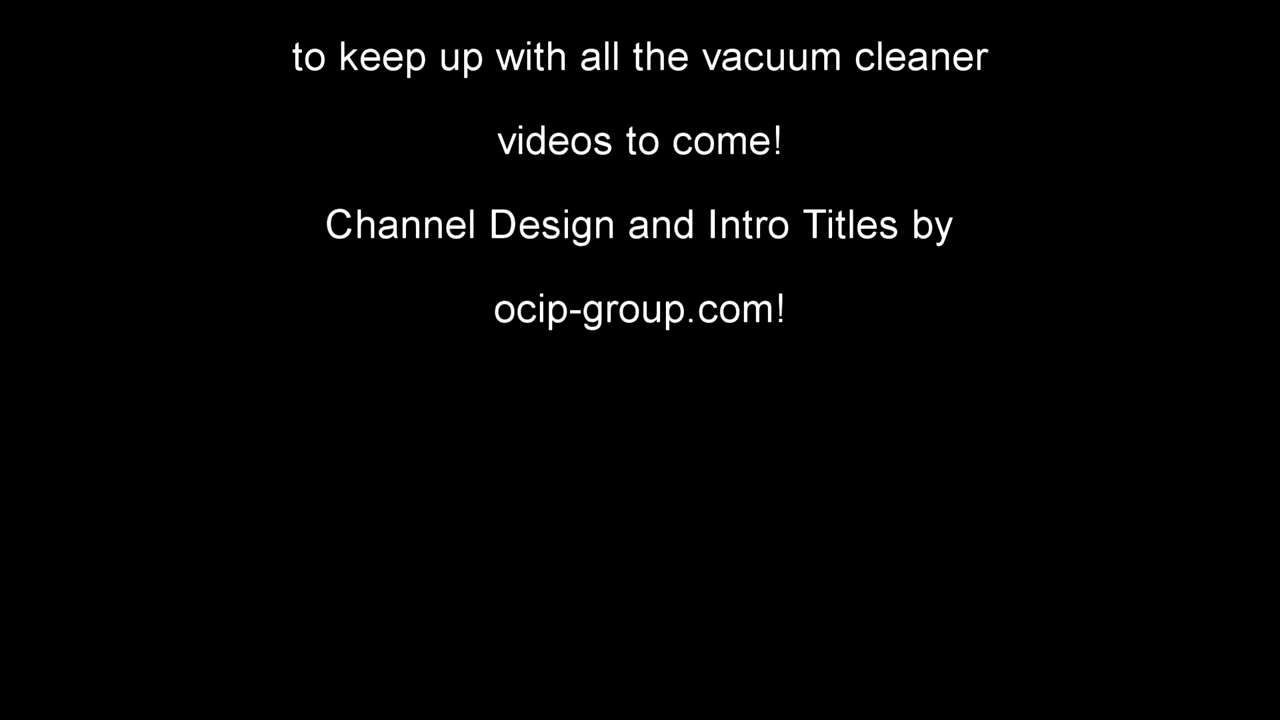 to keep up with all the vacuum cleaner
videos to come!
Channel Design and Intro Titles by
ocip-group.com!